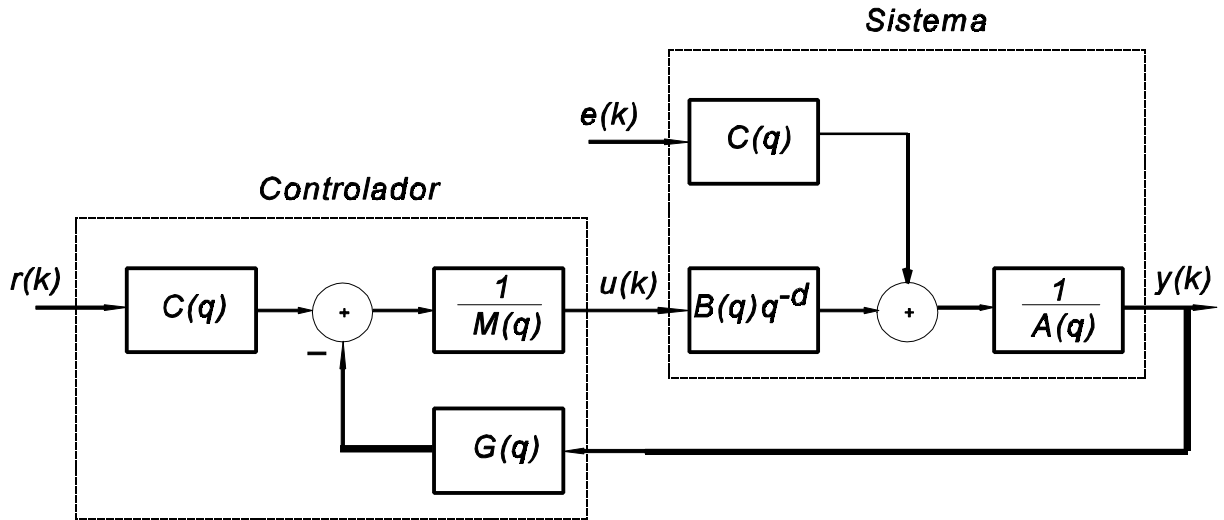 Sistema
e(k)
C(q)
Controlador
r(k)
C(q)
+
1
M(q)
u(k)
B(q)q^-d
+
1
A(q)
y(k)
−
G(q)